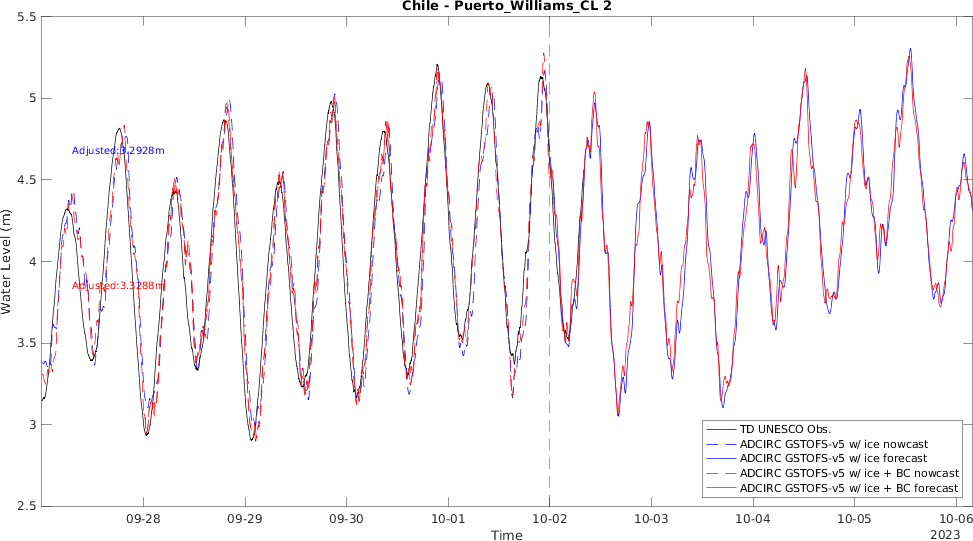 Chile - Puerto_Williams_CL 2
5.5
5
4.5
4
3.5
3
2.5
Water Level (m)
Adjusted:3.2928m
Adjusted:3.3288m
TD UNESCO Obs.
ADCIRC GSTOFS-v5 w/ ice nowcast
ADCIRC GSTOFS-v5 w/ ice forecast
ADCIRC GSTOFS-v5 w/ ice + BC nowcast
ADCIRC GSTOFS-v5 w/ ice + BC forecast
09-28 09-29 09-30 10-01 10-02 10-03 10-04 10-05 10-06
Time
2023